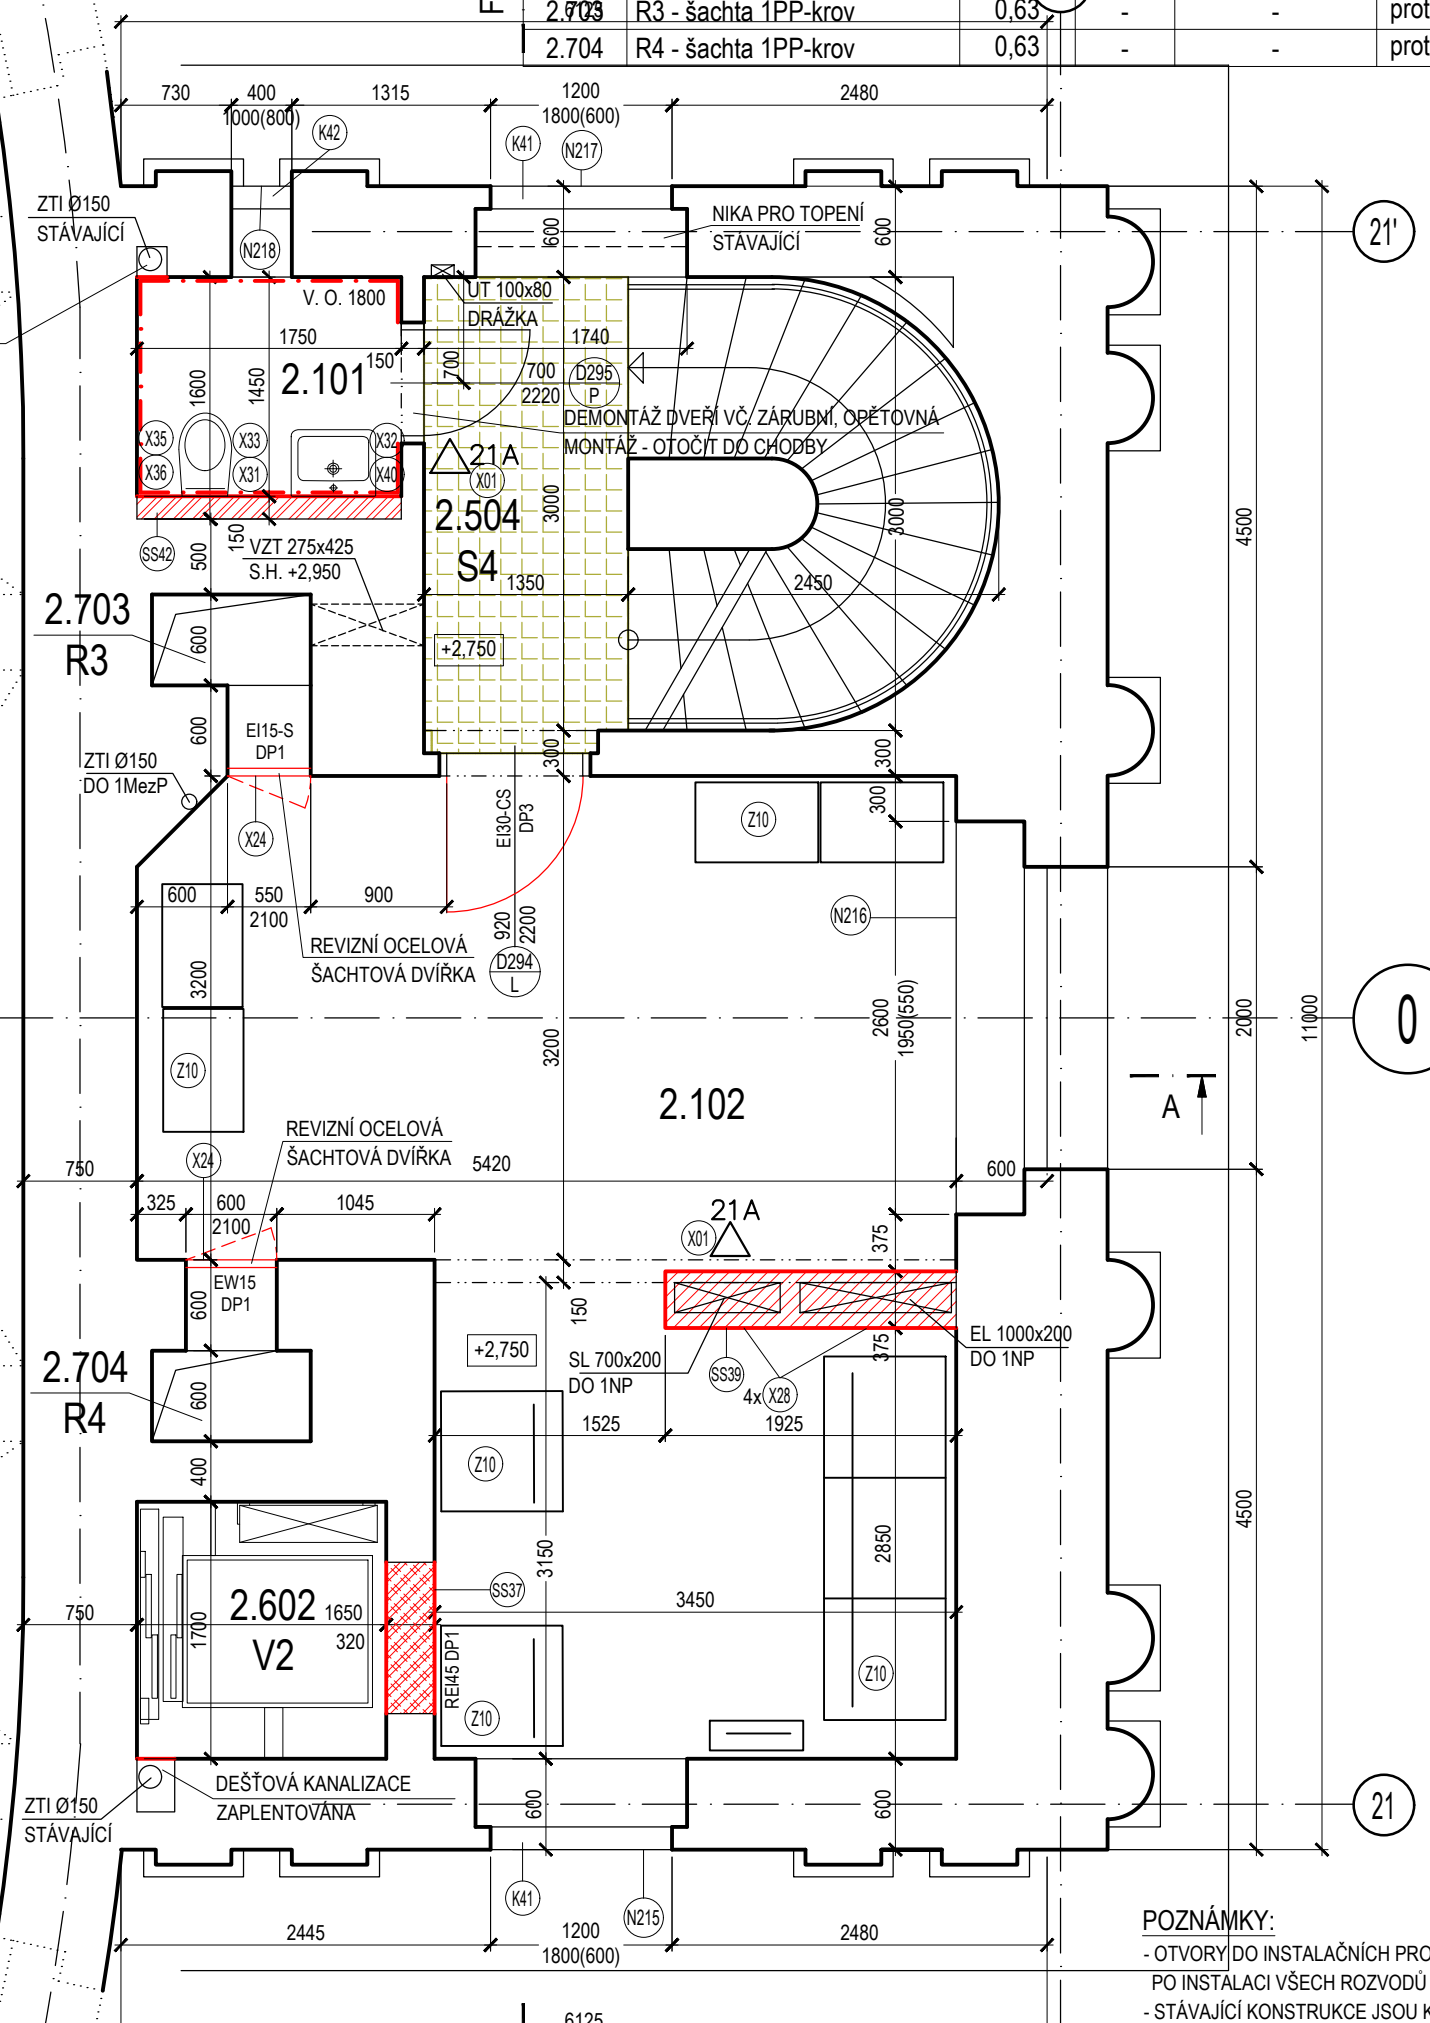 2.703 R3 - šachta 1PP-krov 0,63 - - prot
2.704 R4 - šachta 1PP-krov 0,63 - - prot
730 400 1315 1200 2480
1000(800) 1800(600)
K42
K41
N217
ZTI Ø150
STÁVAJÍCÍ
N218
600
NIKA PRO TOPENÍ
STÁVAJÍCÍ
600
21'
V. O. 1800
UT 100x80
DRÁŽKA
1750
150
1740
2.101
700
700
2220
D295
P
1600
1450
DEMONTÁŽ DVEŘÍ VČ. ZÁRUBNÍ, OPĚTOVNÁ
MONTÁŽ - OTOČIT DO CHODBY
X35 X33 X32
X36 X31 X40
21A
X01
2.504
S4
3000
3000
4500
SS42
500
150
VZT 275x425
S.H. +2,950
1350
2450
2.703
R3
600
+2,750
600
EI15-S
DP1
ZTI Ø150
DO 1MezP
300
300
300
X24
EI30-CS
DP3
Z10
600 550 900
2100
920
2200
N216
REVIZNÍ OCELOVÁ
ŠACHTOVÁ DVÍŘKA
D294
L
3200
3200
2600
1950(550)
2000
11000
0
Z10
2.102
A
REVIZNÍ OCELOVÁ
ŠACHTOVÁ DVÍŘKA
X24
750
5420
600
325 600 1045
2100
21A
X01
375
EW15
DP1
600
150
+2,750
EL 1000x200
DO 1NP
SL 700x200
DO 1NP
375
SS39
4x X28
2.704
R4
600
1525 1925
400
Z10
4500
3150
2850
SS37
2.602
V2
1650
320
750
1700
3450
REI45 DP1
Z10
Z10
DEŠŤOVÁ KANALIZACE
ZAPLENTOVÁNA
ZTI Ø150
STÁVAJÍCÍ
600
600
21
K41
N215
2445 1200 2480
1800(600)
POZNÁMKY:
- OTVORY DO INSTALAČNÍCH PRO
PO INSTALACI VŠECH ROZVODŮ
- STÁVAJÍCÍ KONSTRUKCE JSOU K
6125